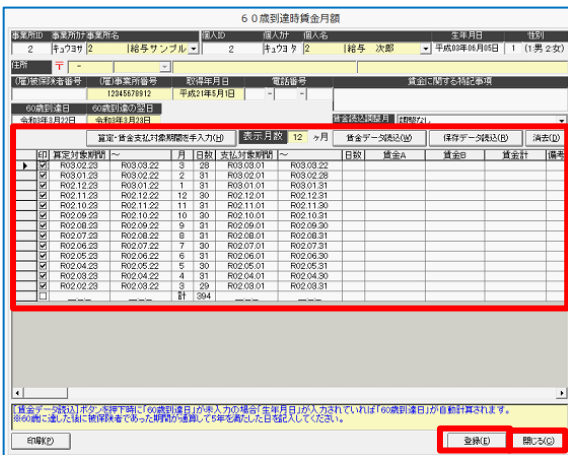 60歳到達時賃金月額
事業所ID 事業所カナ 事業所名 個人ID 個人カナ 個人名 生年月日 性別
2 キュウヨサ 2 給与サンプル 2 キュウヨ タ 2 給与 次郎 平成03年06月05日 1 (1:男 2:女)
住所 〒 -
(雇)被保険者番号 (雇)事業所番号 取得年月日 電話番号 賃金に関する特記事項
12345678912 平成21年5月1日 - -
60歳到達日 60歳到達の翌日
令和3年3月22日 令和3年3月23日 賃金読込調整月 調整なし
算定・賃金支払対象期間を手入力(H) 表示月数 12 ヶ月 賃金データ読込(W) 保存データ読込(R) 消去(D)
印 算定対象期間 ~ 月 日数 支払対象期間 ~ 日数 賃金A 賃金B 賃金計 備考
R03.02.23 R03.03.22 3 28 R03.03.01 R03.03.22
R03.01.23 R03.02.22 2 31 R03.02.01 R03.02.28
R02.12.23 R03.01.22 1 31 R03.01.01 R03.01.31
R02.11.23 R02.12.22 12 30 R02.12.01 R02.12.31
R02.10.23 R02.11.22 11 31 R02.11.01 R02.11.30
R02.09.23 R02.10.22 10 30 R02.10.01 R02.10.31
R02.08.23 R02.09.22 9 31 R02.09.01 R02.09.30
R02.07.23 R02.08.22 8 31 R02.08.01 R02.08.31
R02.06.23 R02.07.22 7 30 R02.07.01 R02.07.31
R02.05.23 R02.06.22 6 31 R02.06.01 R02.06.30
R02.04.23 R02.05.22 5 30 R02.05.01 R02.05.31
R02.03.23 R02.04.22 4 31 R02.04.01 R02.04.30
R02.02.23 R02.03.22 3 29 R02.03.01 R02.03.31
__.__.__ __.__.__ 計 394 __.__.__ __.__.__
[賃金データ読込]ボタンを押下時に「60歳到達日」が未入力の場合「生年月日」が入力されていれば「60歳到達日」が自動計算されます。
※60歳に達した後に被保険者であった期間が通算して5年を満たした日を記入してください。
印刷(P) 登録(E) 閉じる(C)